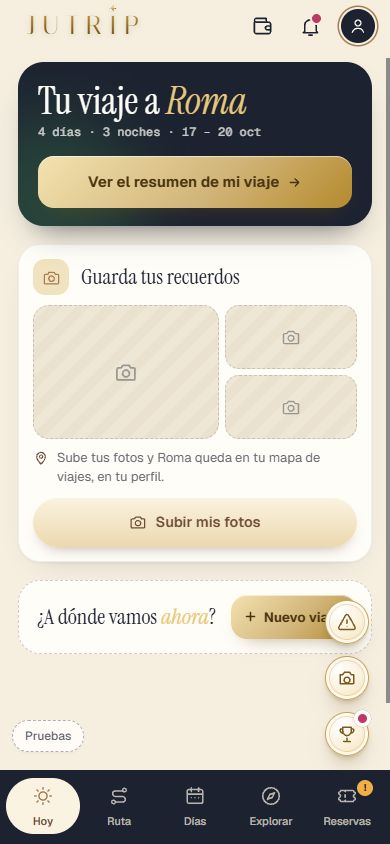 JUTRIP
Tu viaje a Roma
4 días · 3 noches · 17 – 20 oct
Ver el resumen de mi viaje →
Guarda tus recuerdos
Sube tus fotos y Roma queda en tu mapa de
viajes, en tu perfil.
Subir mis fotos
¿A dónde vamos ahora?
+ Nuevo
Pruebas
Hoy
Ruta
Días
Explorar
Reservas
!